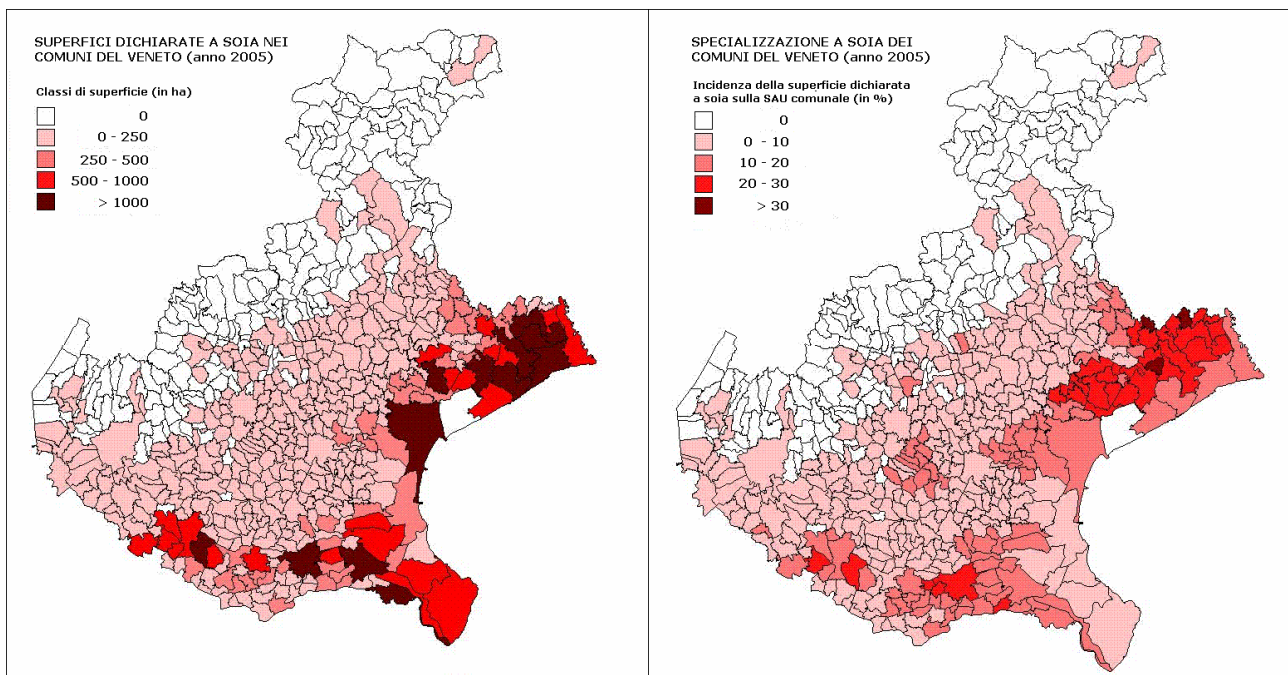 SUPERFICI DICHIARATE A SOIA NEI
COMUNI DEL VENETO (anno 2005)
Classi di superficie (in ha)
0
0 - 250
250 - 500
500 - 1000
> 1000
SPECIALIZZAZIONE A SOIA DEI
COMUNI DEL VENETO (anno 2005)
Incidenza della superficie dichiarata
a soia sulla SAU comunale (in %)
0
0 - 10
10 - 20
20 - 30
> 30